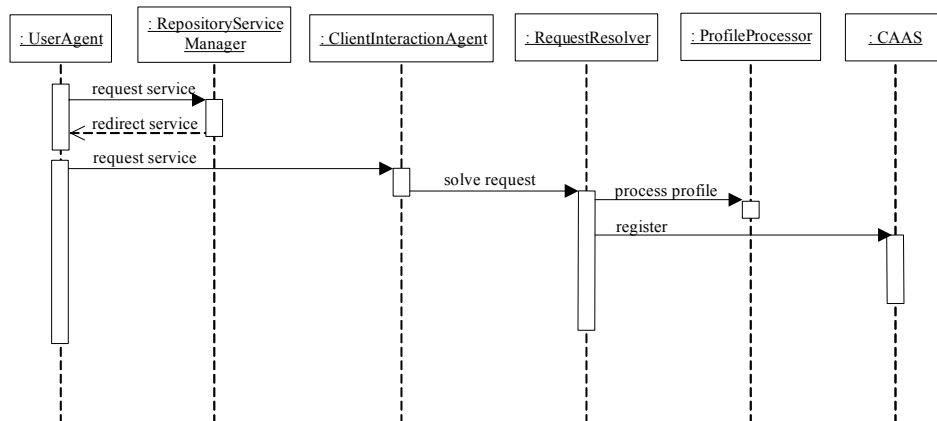 : UserAgent
: RepositoryService
Manager
: ClientInteractionAgent
: RequestResolver
: ProfileProcessor
: CAAS
request service
redirect service
request service
solve request
process profile
register